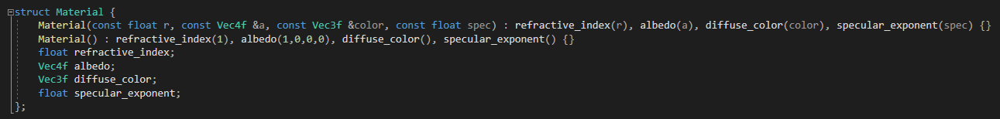 struct Material {
    Material(const float r, const Vec4f &a, const Vec3f &color, const float spec) : refractive_index(r), albedo(a), diffuse_color(color), specular_exponent(spec) {}
    Material() : refractive_index(1), albedo(1,0,0,0), diffuse_color(), specular_exponent() {}
    float refractive_index;
    Vec4f albedo;
    Vec3f diffuse_color;
    float specular_exponent;
};